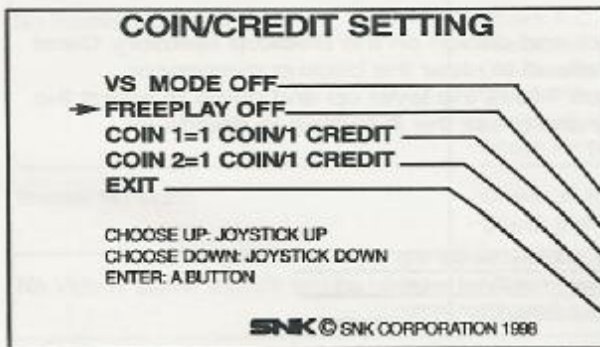 COIN/CREDIT SETTING
VS MODE OFF
FREEPLAY OFF
COIN 1=1 COIN/1 CREDIT
COIN 2=1 COIN/1 CREDIT
EXIT
CHOOSE UP: JOYSTICK UP
CHOOSE DOWN: JOYSTICK DOWN
ENTER: A BUTTON
SNK © SNK CORPORATION 1998